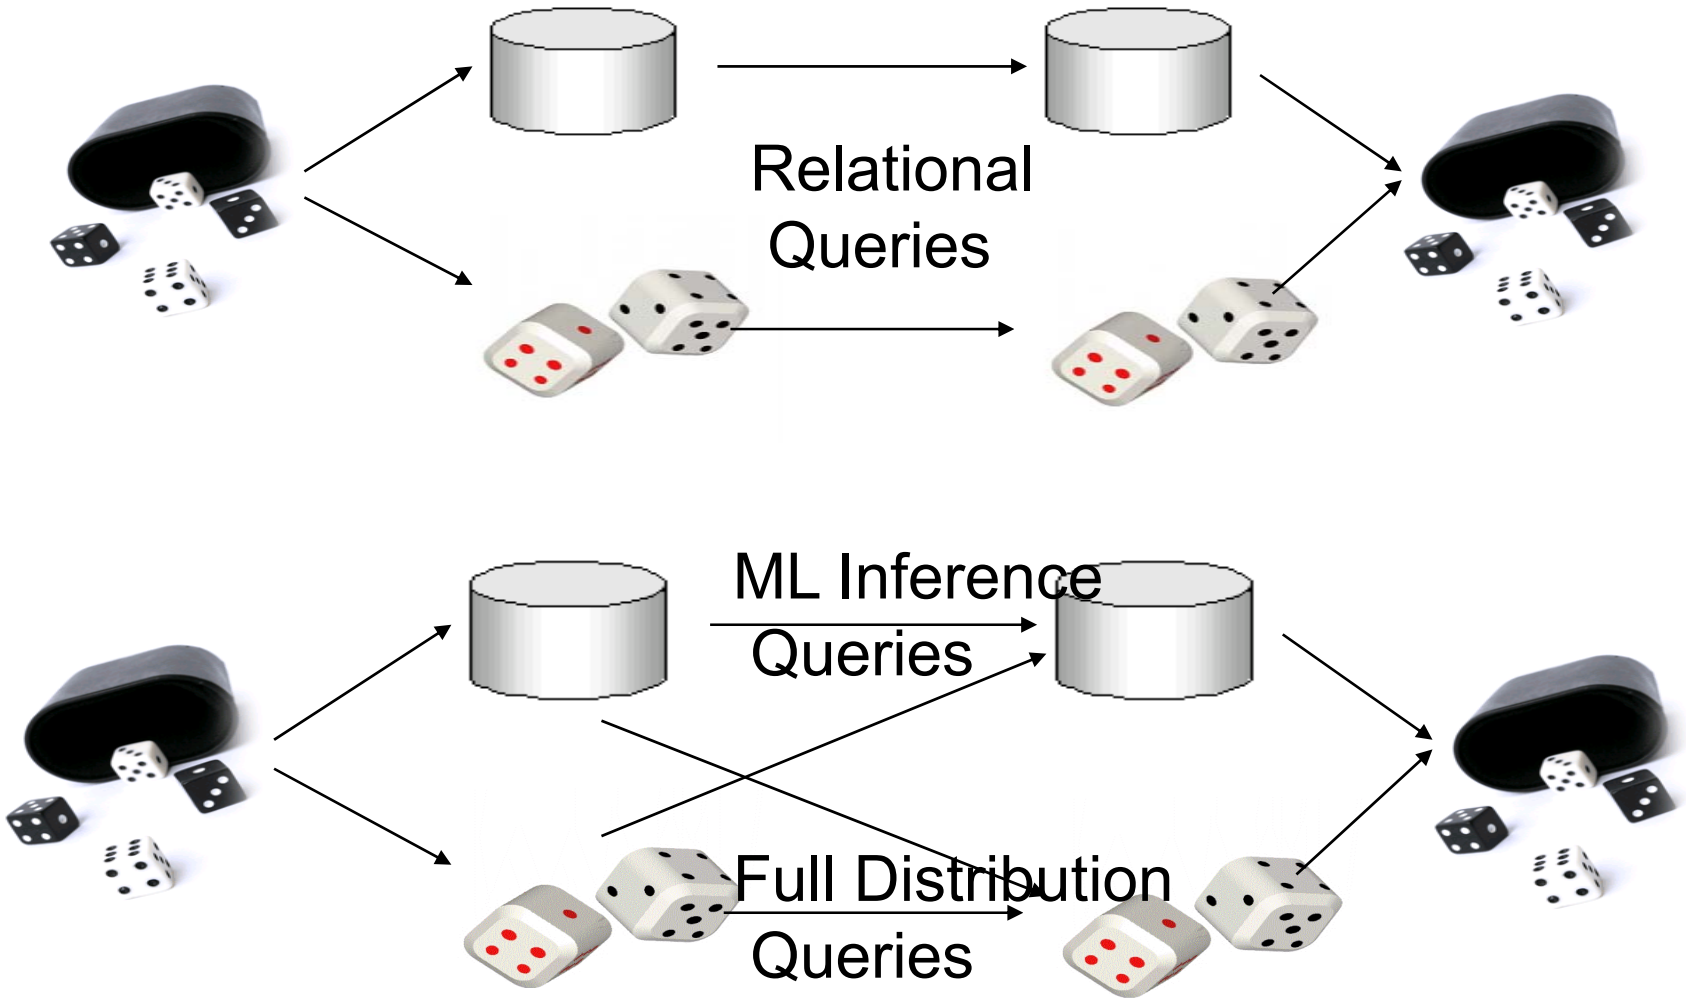 Relational
Queries
ML Inference
Queries
Full Distribution
Queries